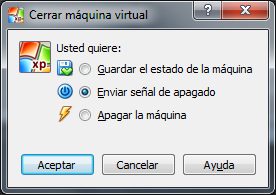 Cerrar máquina virtual
Usted quiere:
xp
Guardar el estado de la máquina
Enviar señal de apagado
Apagar la máquina
Aceptar
Cancelar
Ayuda